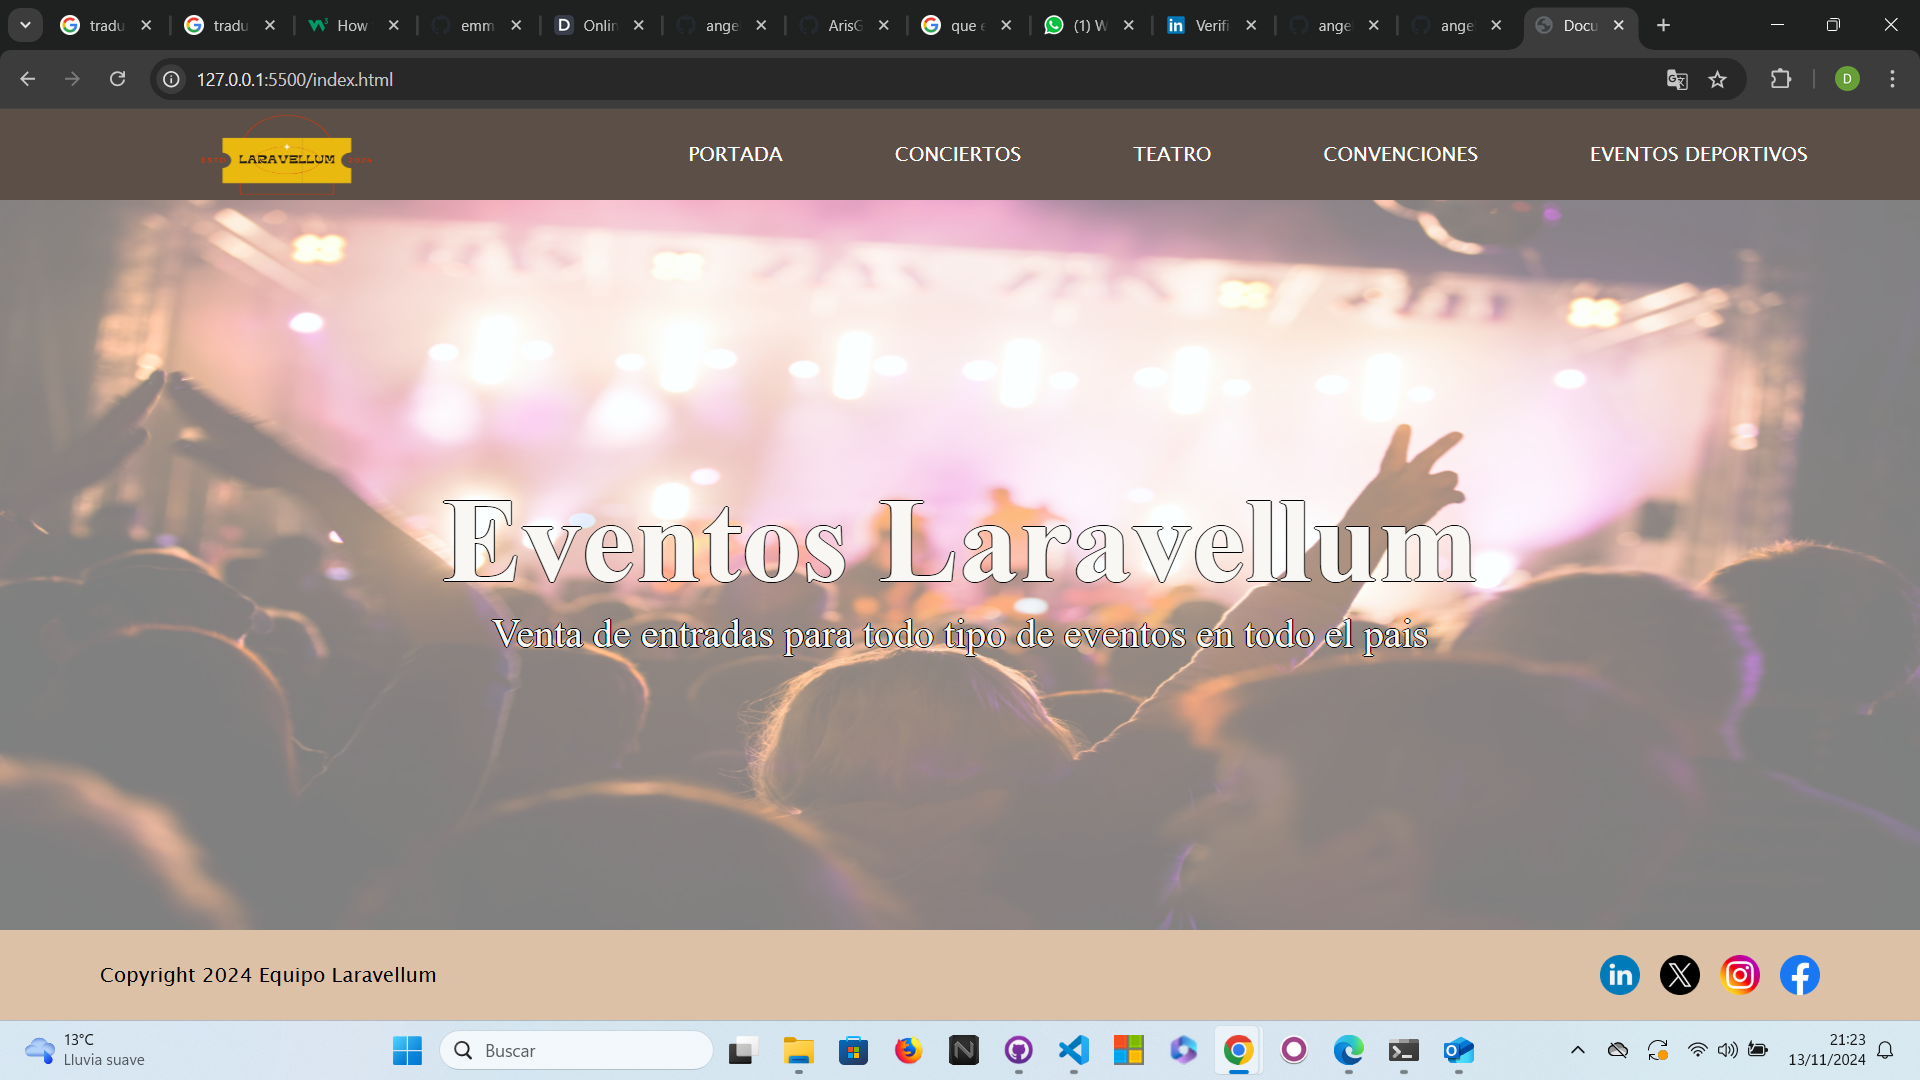 tradu
tradu
How
emm
Onlin
ange
ArisG
que e
(1) W
Verifi
ange
ange
Docu
127.0.0.1:5500/index.html
D
LARAVELLUM
PORTADA
CONCIERTOS
TEATRO
CONVENCIONES
EVENTOS DEPORTIVOS
Eventos Laravellum
Venta de entradas para todo tipo de eventos en todo el pais
Copyright 2024 Equipo Laravellum
13°C
Lluvia suave
Buscar
21:23
13/11/2024